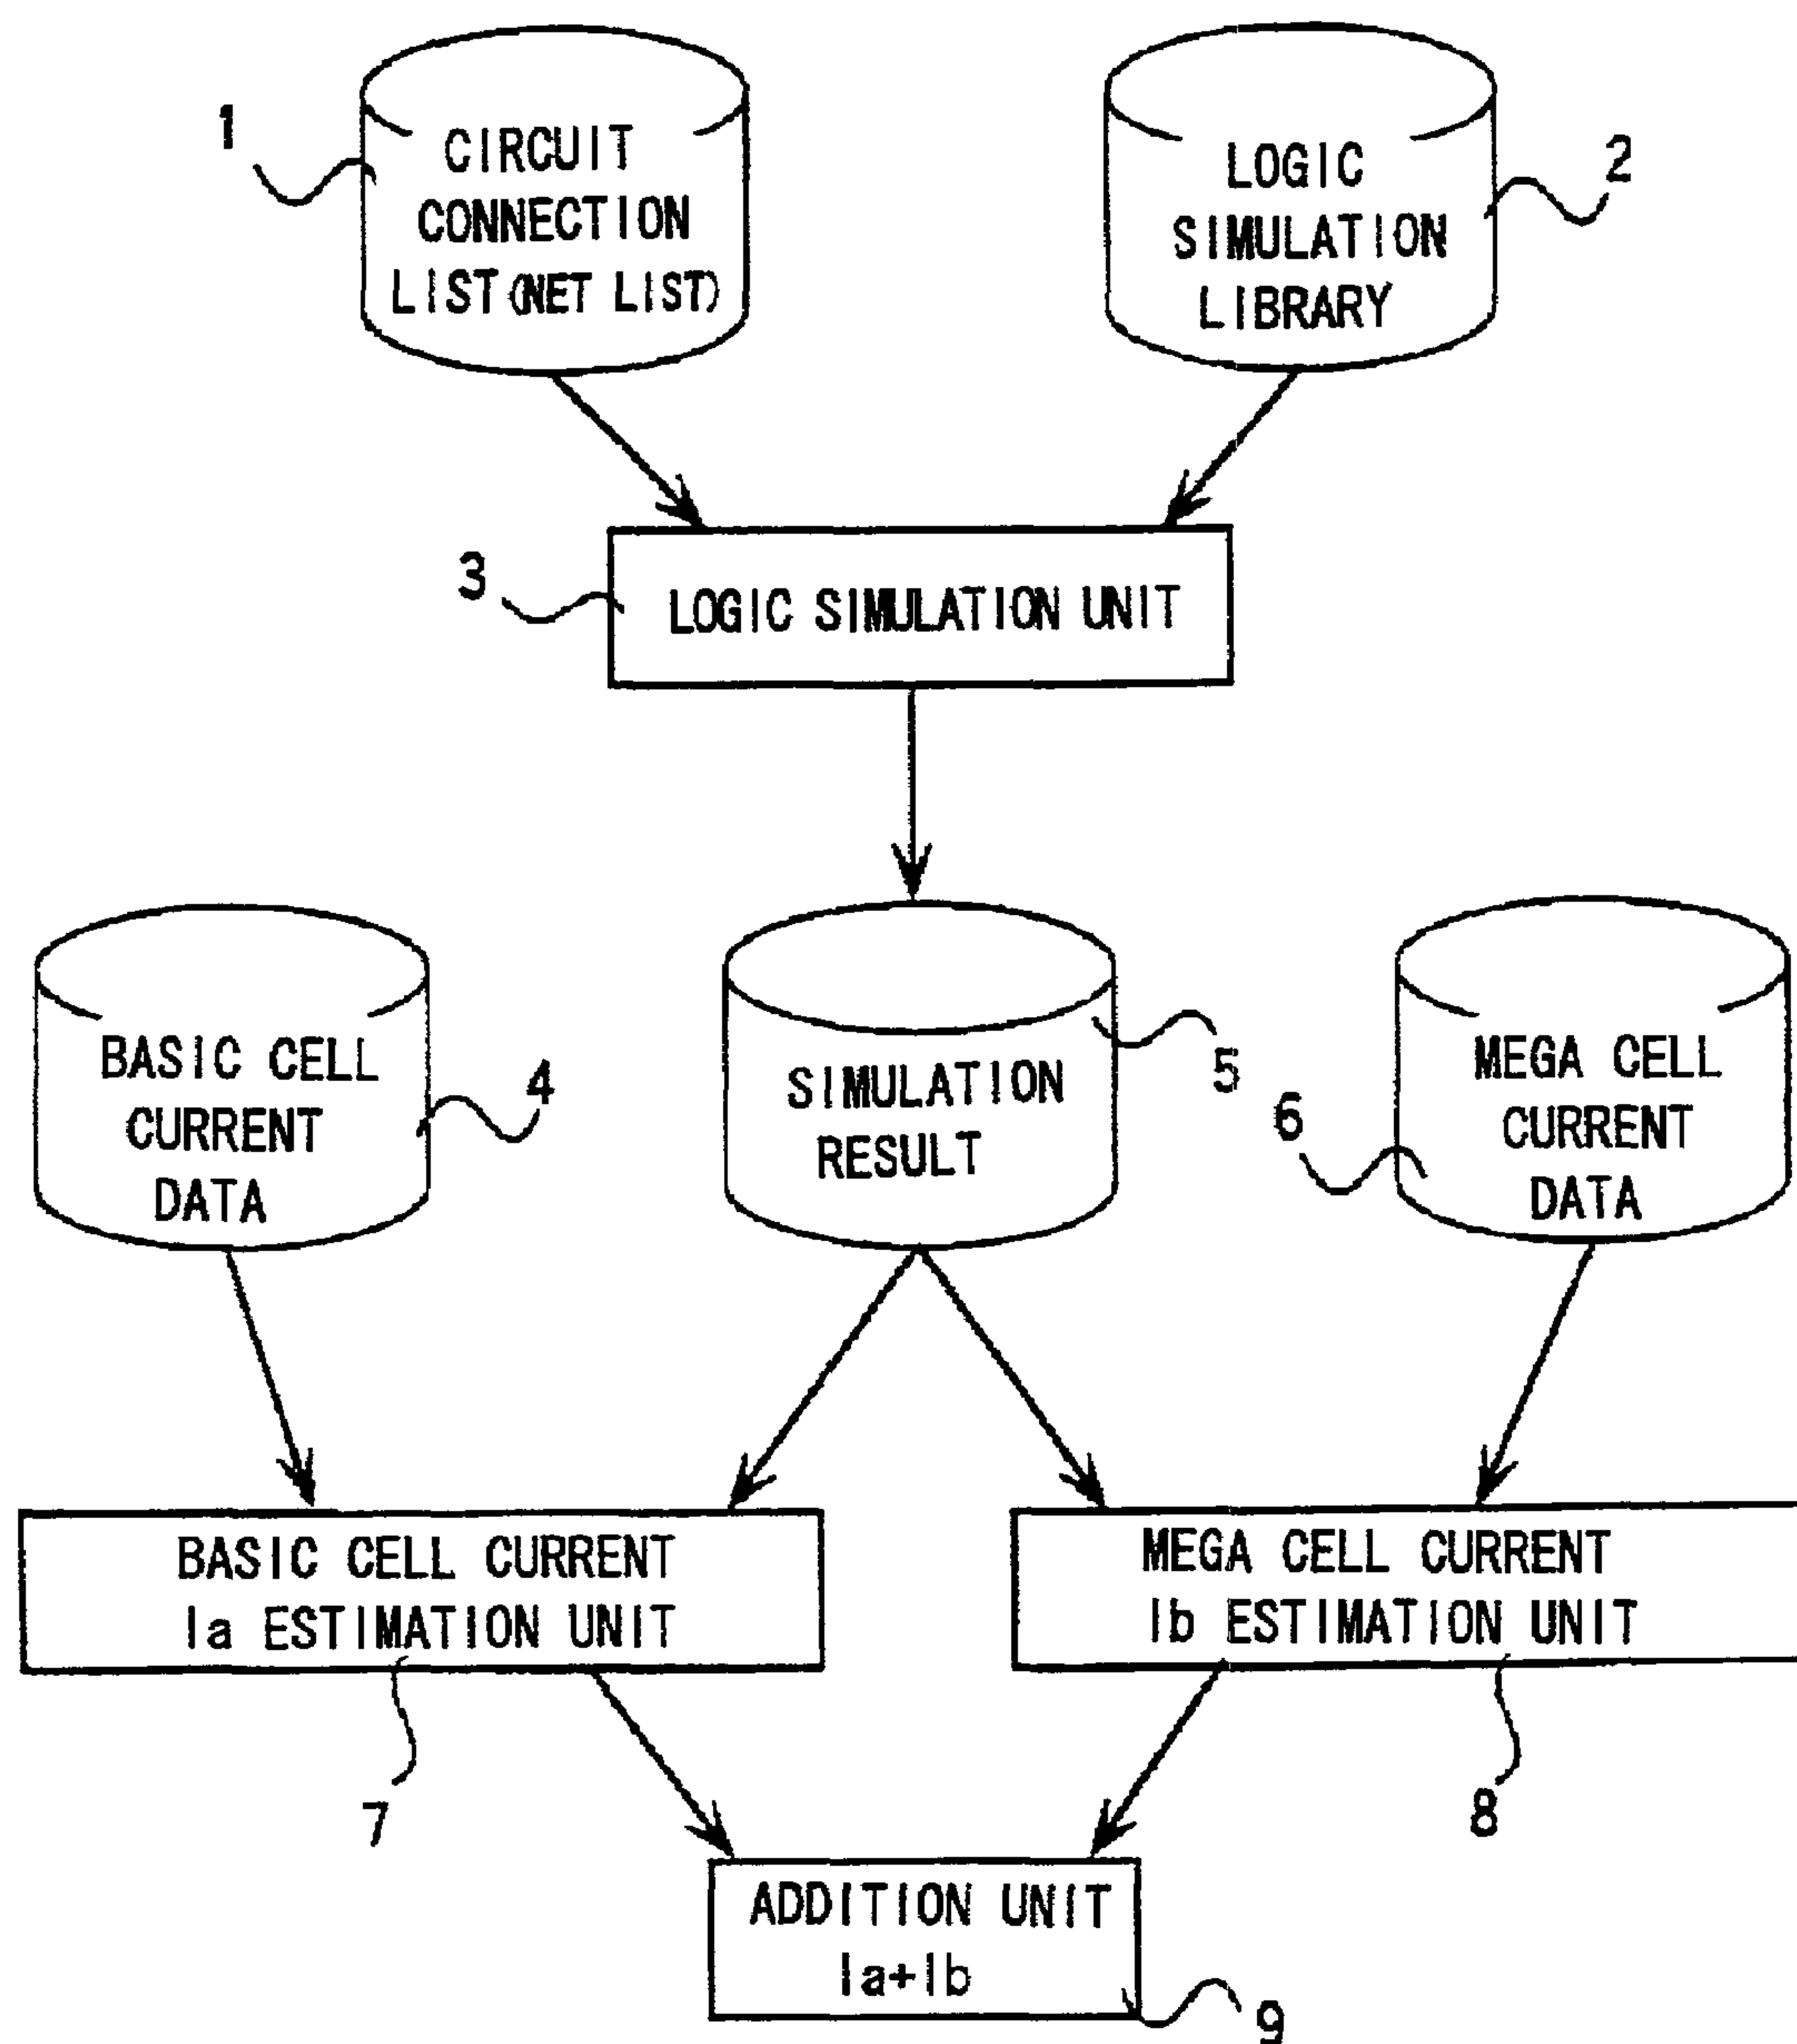 1
CIRCUIT
CONNECTION
LIST(NET LIST)
LOGIC
SIMULATION
LIBRARY
2
3
LOGIC SIMULATION UNIT
BASIC CELL
CURRENT
DATA
4
SIMULATION
RESULT
5
6
MEGA CELL
CURRENT
DATA
BASIC CELL CURRENT
Ia ESTIMATION UNIT
MEGA CELL CURRENT
Ib ESTIMATION UNIT
7
8
ADDITION UNIT
Ia+Ib
9